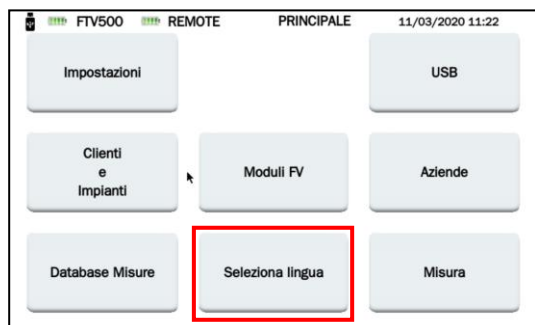 FTV500 REMOTE PRINCIPALE 11/03/2020 11:22
Impostazioni USB
Clienti
e
Impianti
Moduli FV Aziende
Database Misure Seleziona lingua Misura